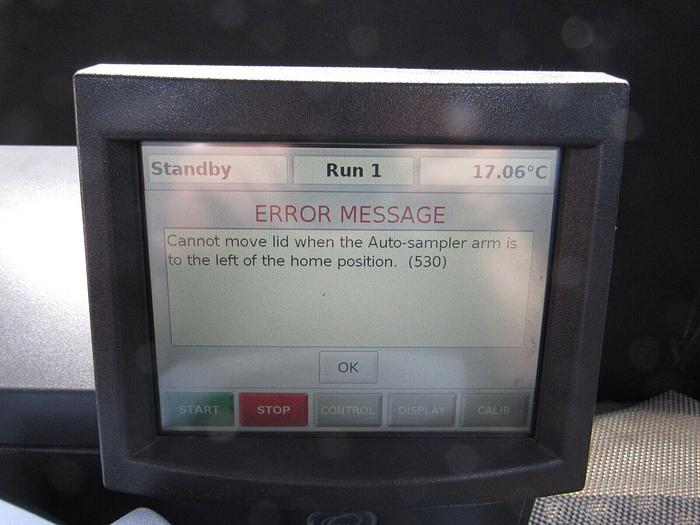 Standby Run 1 17.06°C
ERROR MESSAGE
Cannot move lid when the Auto-sampler arm is
to the left of the home position. (530)
OK
START STOP CONTROL DISPLAY CALIB